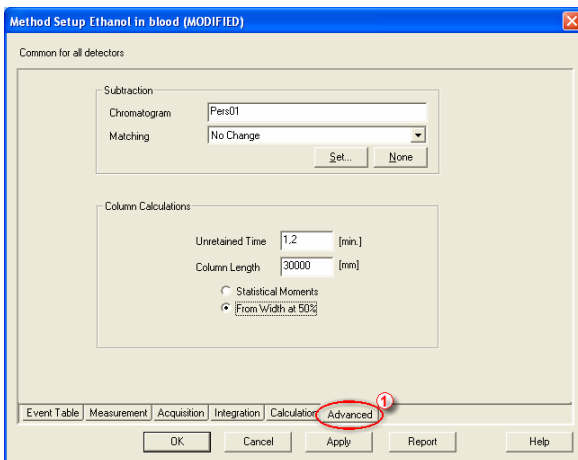 Method Setup Ethanol in blood (MODIFIED)
Common for all detectors
Subtraction
Chromatogram Pers01
Matching No Change
Set... None
Column Calculations
Unretained Time 1,2 [min.]
Column Length 30000 [mm]
Statistical Moments
From Width at 50%
1
Event Table Measurement Acquisition Integration Calculation Advanced
OK Cancel Apply Report Help